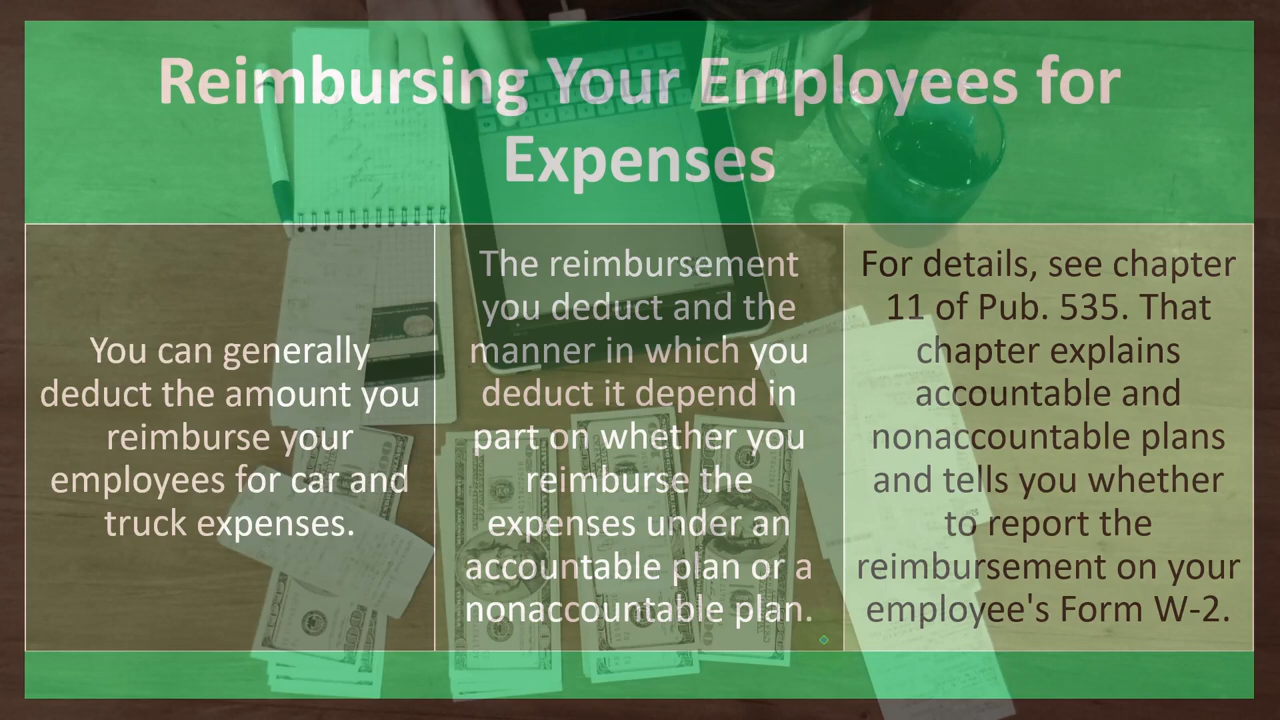 Reimbursing Your Employees for
Expenses
You can generally
deduct the amount you
reimburse your
employees for car and
truck expenses.
The reimbursement
you deduct and the
manner in which you
deduct it depend in
part on whether you
reimburse the
expenses under an
accountable plan or a
nonaccountable plan.
For details, see chapter
11 of Pub. 535. That
chapter explains
accountable and
nonaccountable plans
and tells you whether
to report the
reimbursement on your
employee's Form W-2.